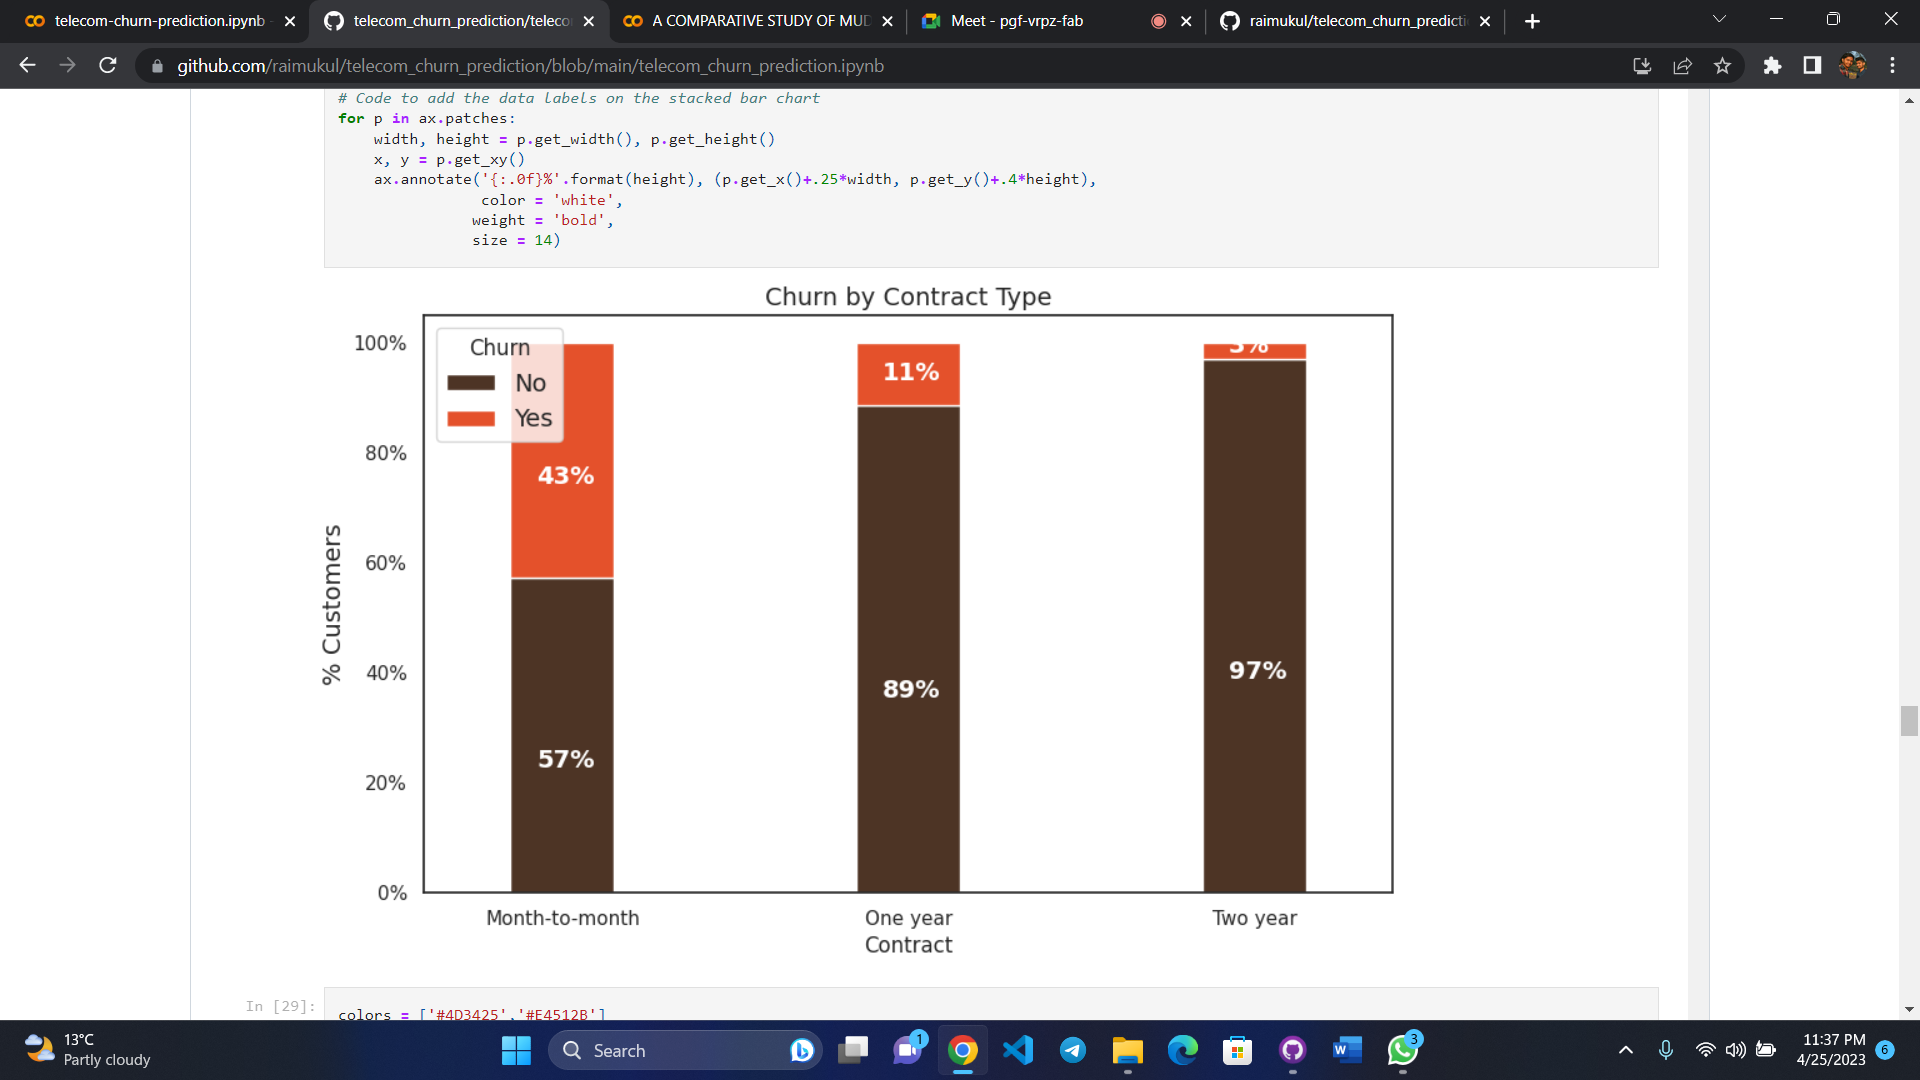 telecom-churn-prediction.ipynb -
telecom_churn_prediction/teleco
A COMPARATIVE STUDY OF MUD
Meet - pgf-vrpz-fab
raimukul/telecom_churn_predicti
github.com/raimukul/telecom_churn_prediction/blob/main/telecom_churn_prediction.ipynb
# Code to add the data labels on the stacked bar chart
for p in ax.patches:
    width, height = p.get_width(), p.get_height()
    x, y = p.get_xy()
    ax.annotate('{:.0f}%'.format(height), (p.get_x()+.25*width, p.get_y()+.4*height),
                color = 'white',
               weight = 'bold',
               size = 14)
Churn by Contract Type
Churn
No
Yes
100%
80%
60%
40%
20%
0%
% Customers
43%
57%
11%
89%
3%
97%
Month-to-month
One year
Two year
Contract
In [29]:
colors = ['#4D3425','#E4512B']
13°C
Partly cloudy
Search
1
W
3
11:37 PM
4/25/2023
6